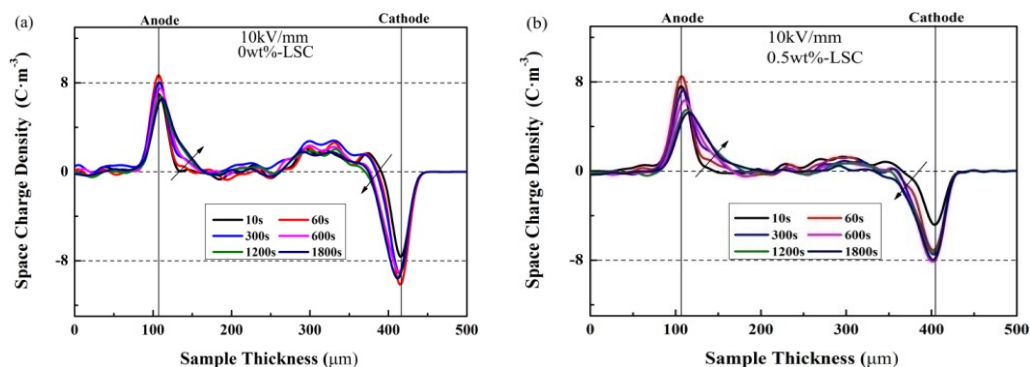 (a)
Anode
Cathode
10kV/mm
0wt%-LSC
Space Charge Density (C·m⁻³)
8
0
-8
10s 60s
300s 600s
1200s 1800s
0 100 200 300 400 500
Sample Thickness (μm)
(b)
Anode
Cathode
10kV/mm
0.5wt%-LSC
Space Charge Density (C·m⁻³)
8
0
-8
10s 60s
300s 600s
1200s 1800s
0 100 200 300 400 500
Sample Thickness (μm)